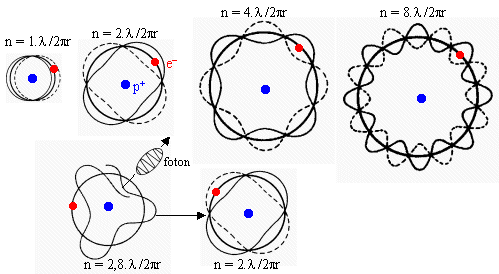 n = 1.λ/2πr
n = 2.λ/2πr
n = 4.λ/2πr
n = 8.λ/2πr
e⁻
p⁺
foton
n = 2,8.λ/2πr
n = 2.λ/2πr